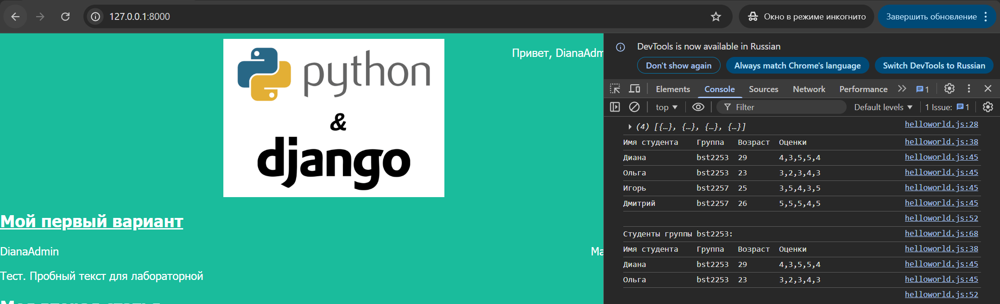 127.0.0.1:8000
Окно в режиме инкогнито
Завершить обновление
python
&
django
Привет, DianaAdm
Мой первый вариант
DianaAdmin
Ма
Тест. Пробный текст для лабораторной
DevTools is now available in Russian
Don't show again
Always match Chrome's language
Switch DevTools to Russian
Elements Console Sources Network Performance 1
top Filter Default levels 1 Issue: 1
(4) [{…}, {…}, {…}, {…}] helloworld.js:28
Имя студента Группа Возраст Оценки helloworld.js:38
Диана bst2253 29 4,3,5,5,4 helloworld.js:45
Ольга bst2253 23 3,2,3,4,3 helloworld.js:45
Игорь bst2257 25 3,5,4,3,5 helloworld.js:45
Дмитрий bst2257 26 5,5,5,4,5 helloworld.js:45
helloworld.js:52
Студенты группы bst2253: helloworld.js:68
Имя студента Группа Возраст Оценки helloworld.js:38
Диана bst2253 29 4,3,5,5,4 helloworld.js:45
Ольга bst2253 23 3,2,3,4,3 helloworld.js:45
helloworld.js:52